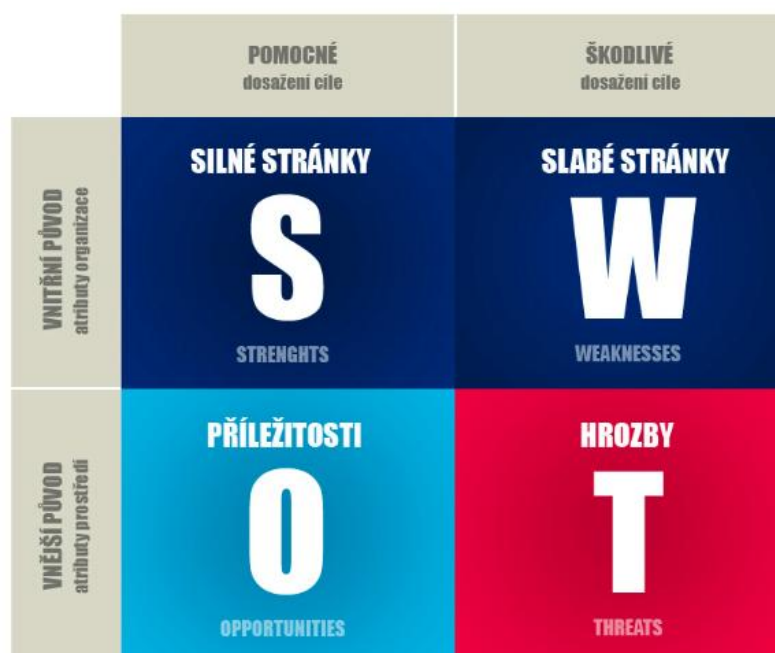 POMOCNÉ
dosažení cíle
ŠKODLIVÉ
dosažení cíle
VNITŘNÍ PŮVOD
atributy organizace
SILNÉ STRÁNKY
S
STRENGHTS
SLABÉ STRÁNKY
W
WEAKNESSES
VNĚJŠÍ PŮVOD
atributy prostředí
PŘÍLEŽITOSTI
O
OPPORTUNITIES
HROZBY
T
THREATS